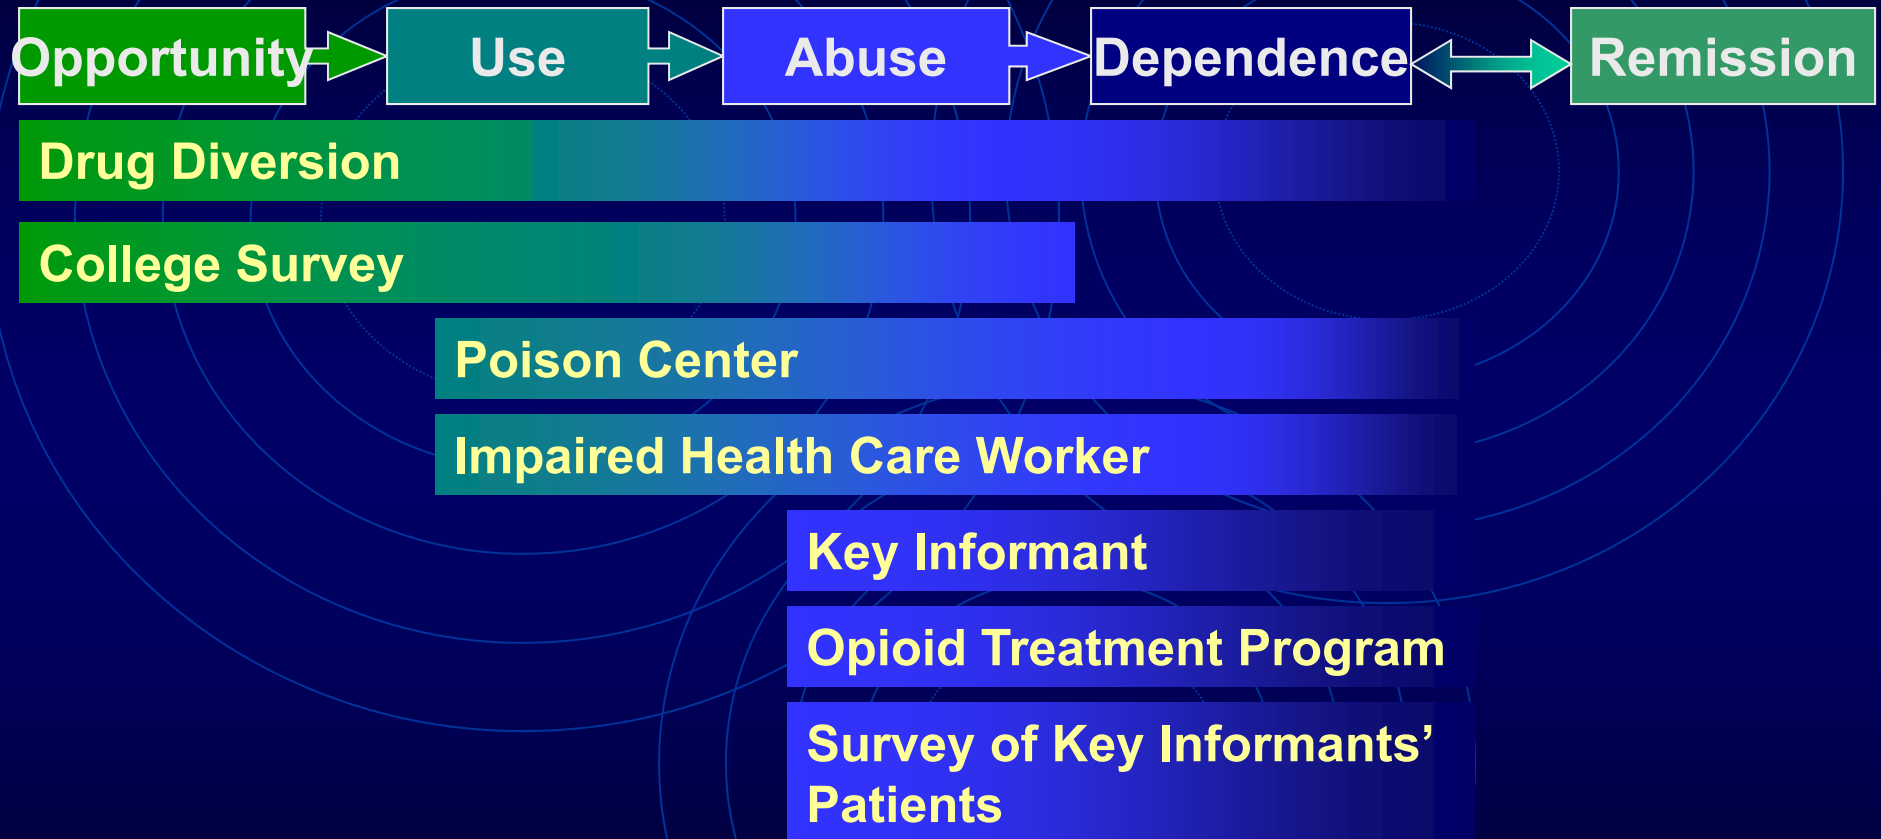 Opportunity Use Abuse Dependence Remission
Drug Diversion
College Survey
Poison Center
Impaired Health Care Worker
Key Informant
Opioid Treatment Program
Survey of Key Informants’
Patients